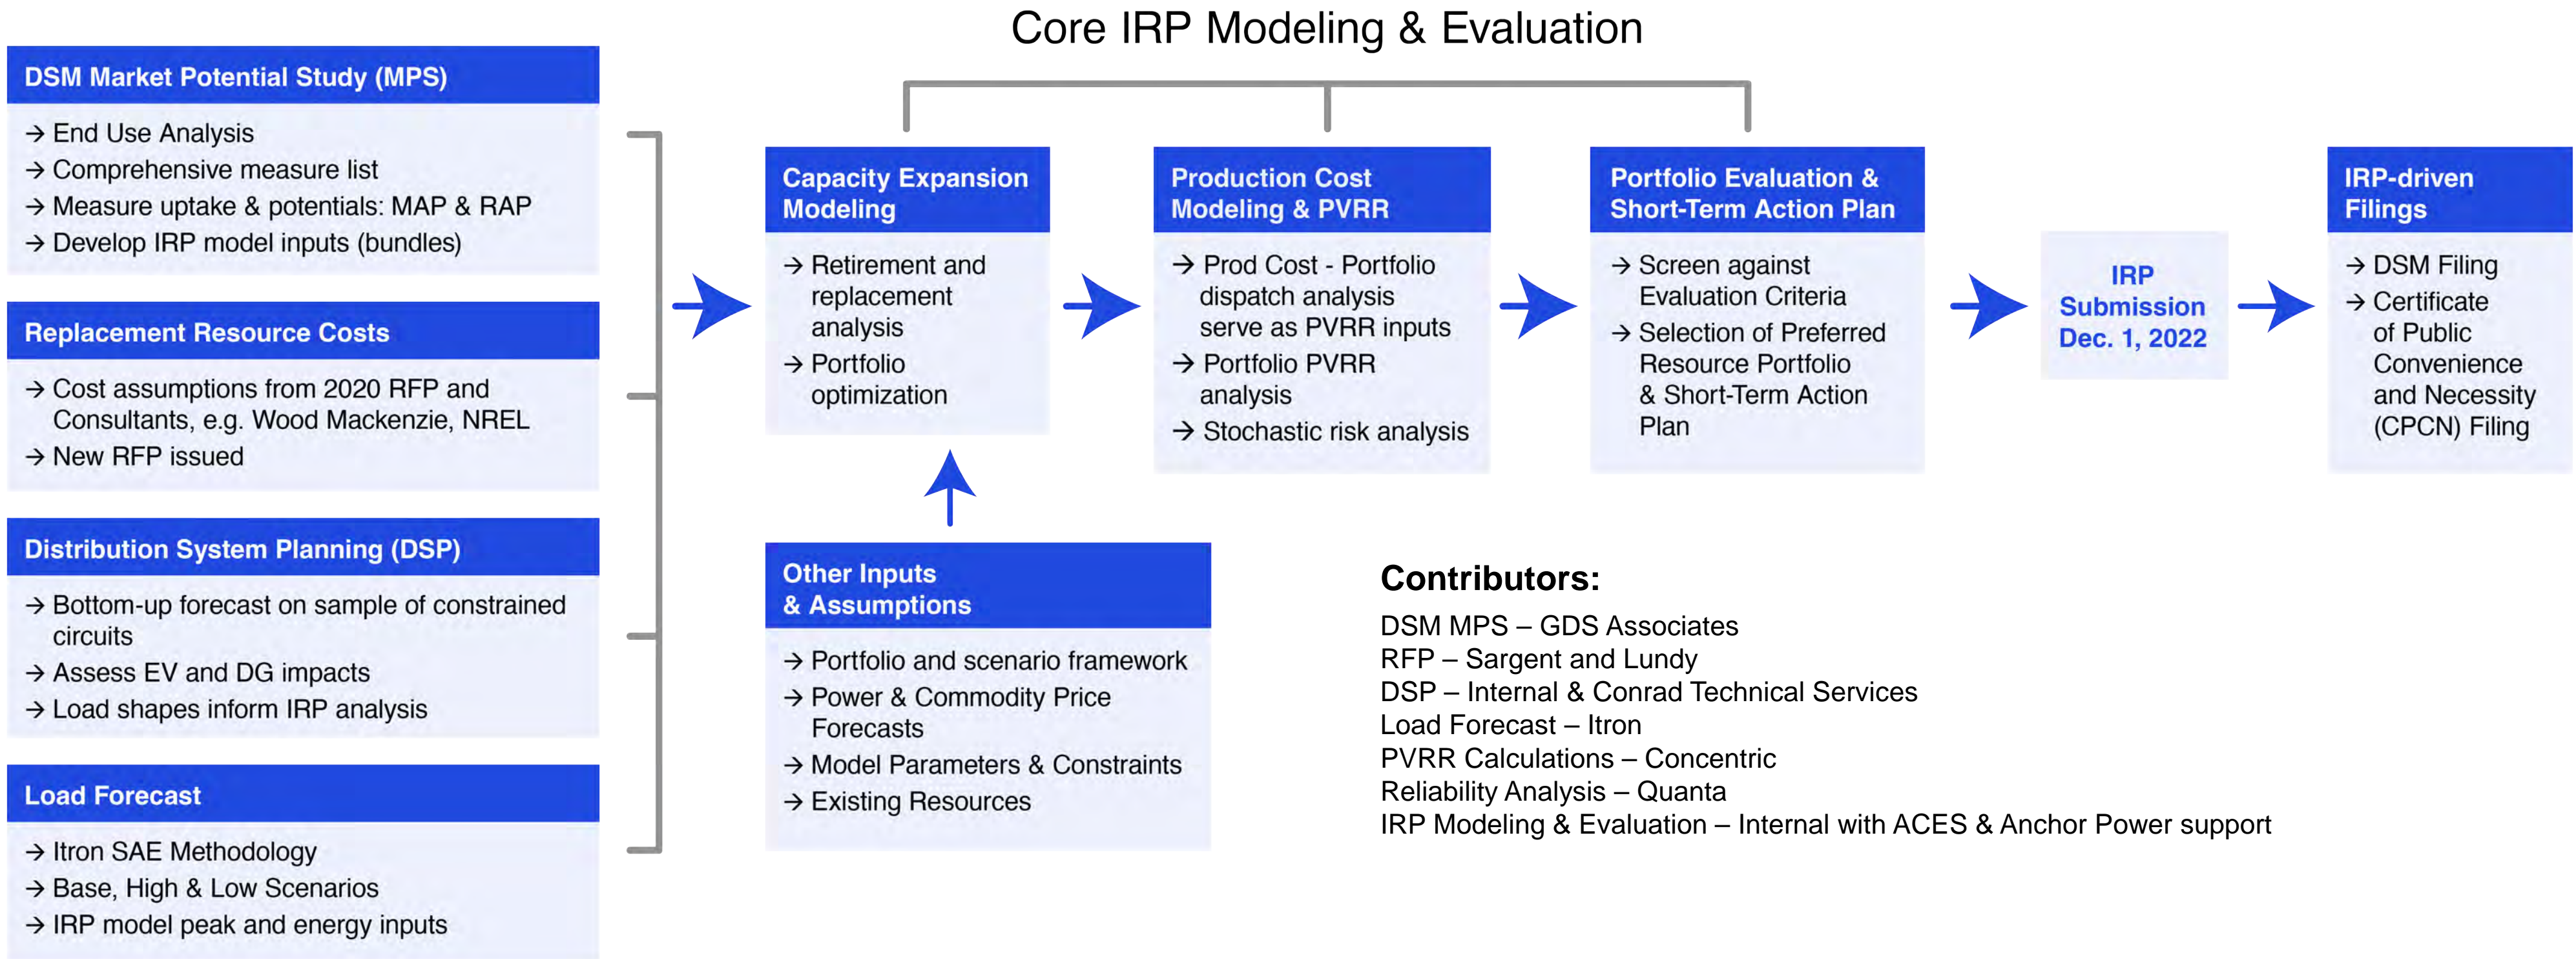 Core IRP Modeling & Evaluation
DSM Market Potential Study (MPS)
→ End Use Analysis
→ Comprehensive measure list
→ Measure uptake & potentials: MAP & RAP
→ Develop IRP model inputs (bundles)
Replacement Resource Costs
→ Cost assumptions from 2020 RFP and
Consultants, e.g. Wood Mackenzie, NREL
→ New RFP issued
Distribution System Planning (DSP)
→ Bottom-up forecast on sample of constrained
circuits
→ Assess EV and DG impacts
→ Load shapes inform IRP analysis
Load Forecast
→ Itron SAE Methodology
→ Base, High & Low Scenarios
→ IRP model peak and energy inputs
Capacity Expansion
Modeling
→ Retirement and
replacement
analysis
→ Portfolio
optimization
Other Inputs
& Assumptions
→ Portfolio and scenario framework
→ Power & Commodity Price
Forecasts
→ Model Parameters & Constraints
→ Existing Resources
Production Cost
Modeling & PVRR
→ Prod Cost - Portfolio
dispatch analysis
serve as PVRR inputs
→ Portfolio PVRR
analysis
→ Stochastic risk analysis
Portfolio Evaluation &
Short-Term Action Plan
→ Screen against
Evaluation Criteria
→ Selection of Preferred
Resource Portfolio
& Short-Term Action
Plan
IRP
Submission
Dec. 1, 2022
IRP-driven
Filings
→ DSM Filing
→ Certificate
of Public
Convenience
and Necessity
(CPCN) Filing
Contributors:
DSM MPS – GDS Associates
RFP – Sargent and Lundy
DSP – Internal & Conrad Technical Services
Load Forecast – Itron
PVRR Calculations – Concentric
Reliability Analysis – Quanta
IRP Modeling & Evaluation – Internal with ACES & Anchor Power support